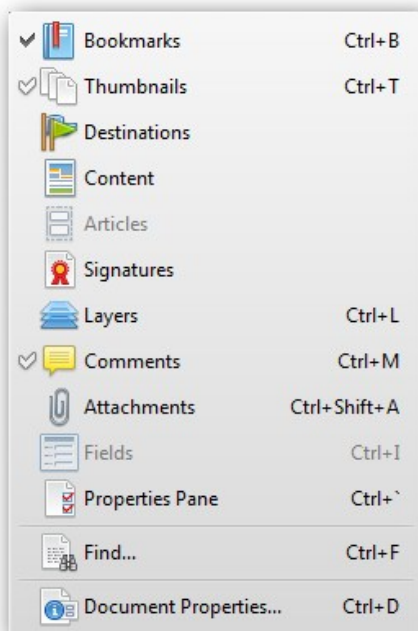 Bookmarks Ctrl+B
Thumbnails Ctrl+T
Destinations
Content
Articles
Signatures
Layers Ctrl+L
Comments Ctrl+M
Attachments Ctrl+Shift+A
Fields Ctrl+I
Properties Pane Ctrl+`
Find... Ctrl+F
Document Properties... Ctrl+D